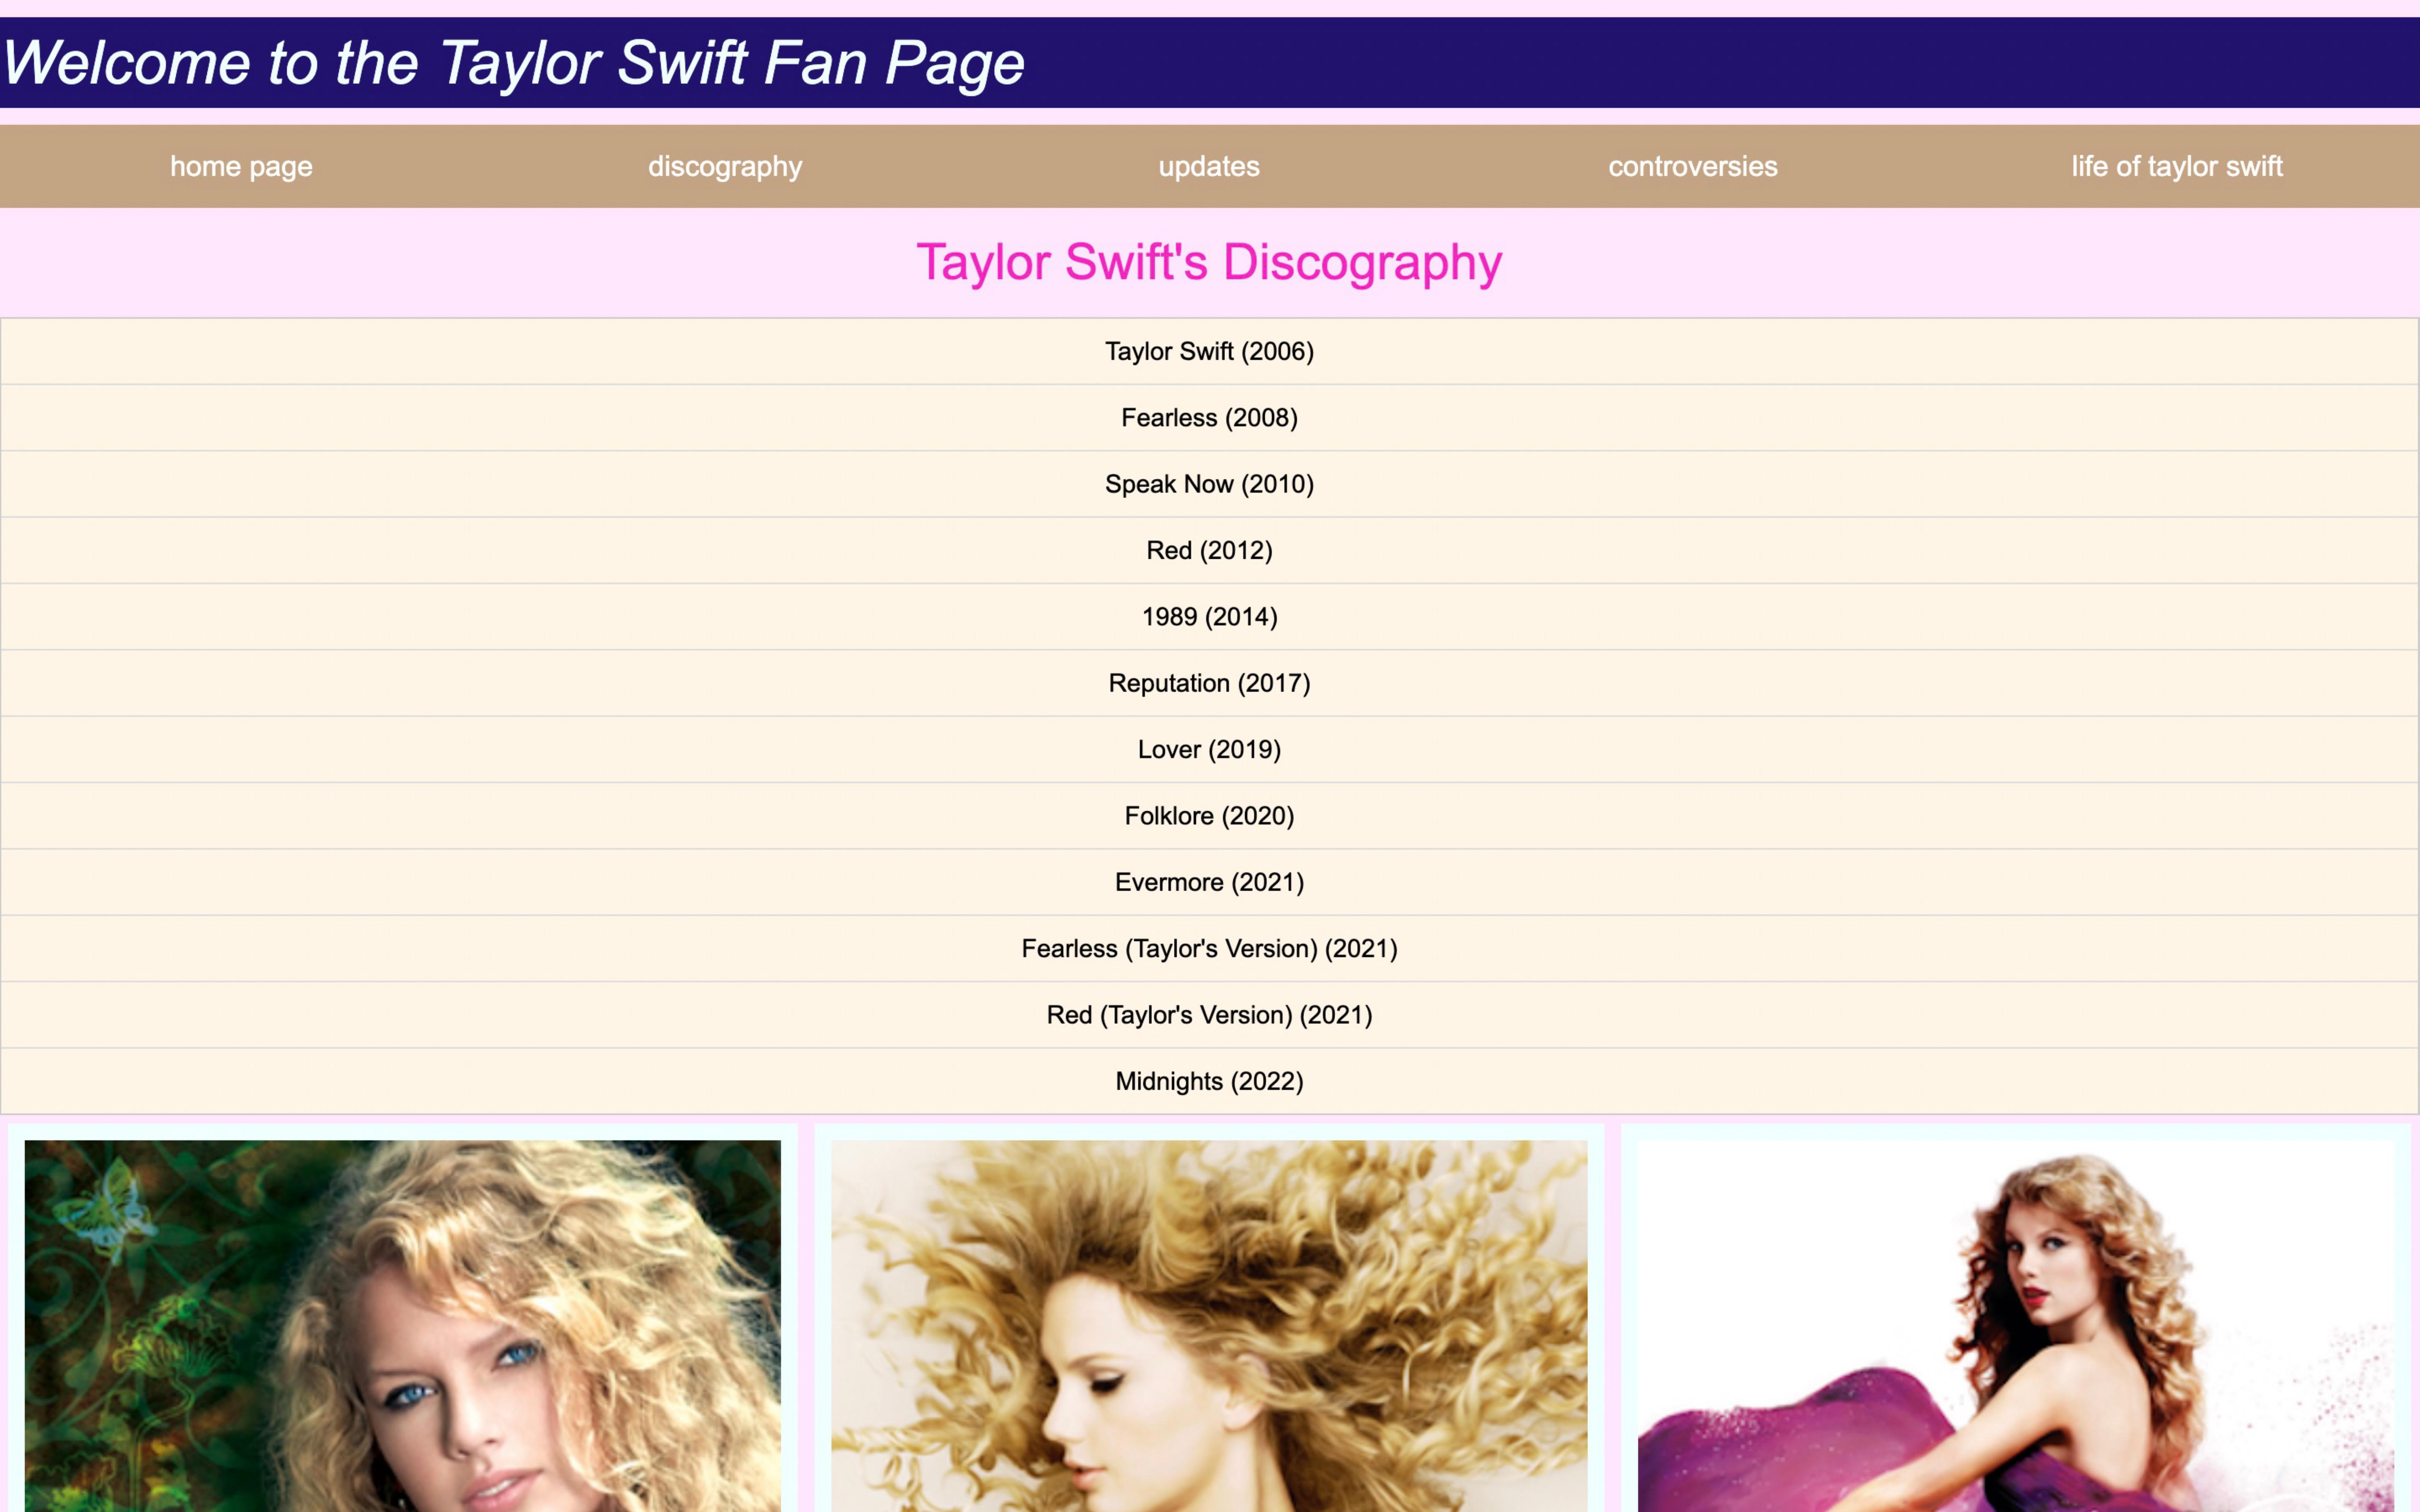 Welcome to the Taylor Swift Fan Page
home page discography updates controversies life of taylor swift
Taylor Swift's Discography
Taylor Swift (2006)
Fearless (2008)
Speak Now (2010)
Red (2012)
1989 (2014)
Reputation (2017)
Lover (2019)
Folklore (2020)
Evermore (2021)
Fearless (Taylor's Version) (2021)
Red (Taylor's Version) (2021)
Midnights (2022)